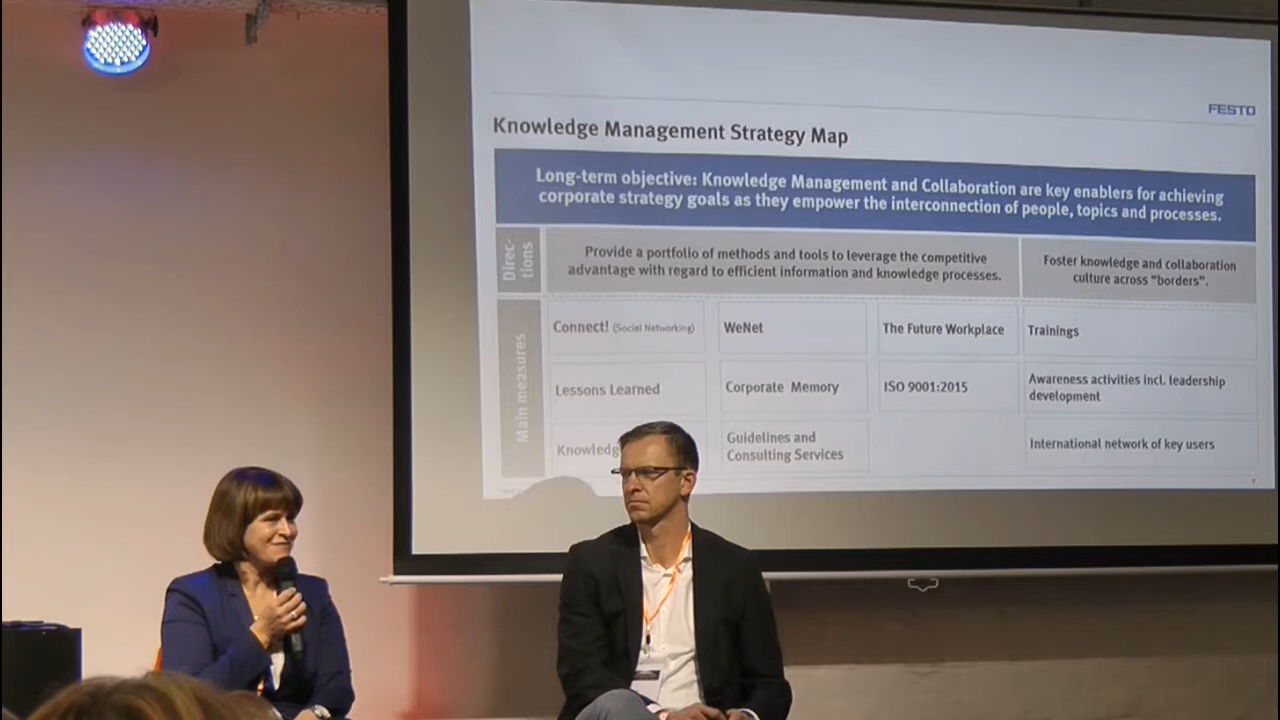 FESTO
Knowledge Management Strategy Map
Long-term objective: Knowledge Management and Collaboration are key enablers for achieving
corporate strategy goals as they empower the interconnection of people, topics and processes.
Direc-
tions
Provide a portfolio of methods and tools to leverage the competitive
advantage with regard to efficient information and knowledge processes.
Foster knowledge and collaboration
culture across "borders".
Main measures
Connect! (Social Networking)
WeNet
The Future Workplace
Trainings
Lessons Learned
Corporate Memory
ISO 9001:2015
Awareness activities incl. leadership
development
Guidelines and
Consulting Services
International network of key users